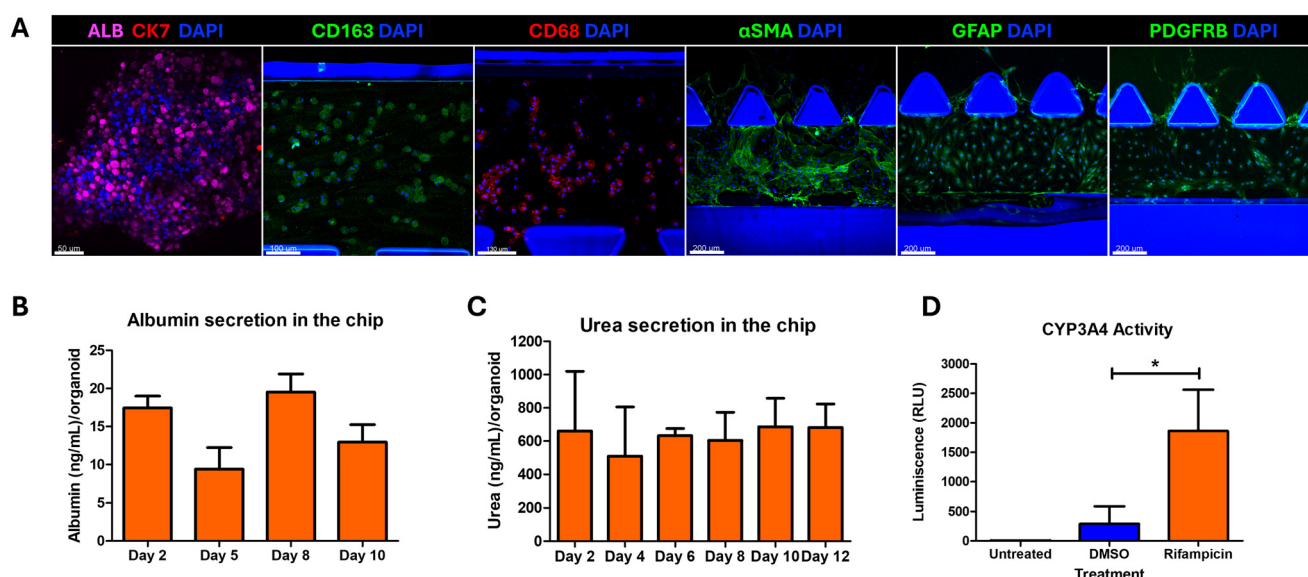 A
ALB CK7 DAPI
CD163 DAPI
CD68 DAPI
αSMA DAPI
GFAP DAPI
PDGFRB DAPI
50 um
100 um
130 um
200 um
200 um
200 um
B
Albumin secretion in the chip
Albumin (ng/mL)/organoid
25
20
15
10
5
0
Day 2
Day 5
Day 8
Day 10
C
Urea secretion in the chip
Urea (ng/mL)/organoid
1200
1000
800
600
400
200
0
Day 2
Day 4
Day 6
Day 8
Day 10
Day 12
D
CYP3A4 Activity
Luminiscence (RLU)
3000
2500
2000
1500
1000
500
0
*
Untreated
DMSO
Rifampicin
Treatment